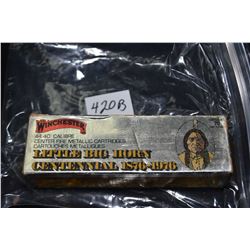 420B
WINCHESTER
44-40 CALIBRE
CENTER FIRE METALLIC CARTRIDGES
CARTOUCHES METALLIQUES
LITTLE BIG HORN
CENTENNIAL 1876-1976